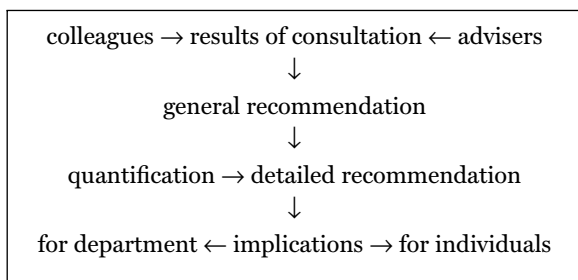 colleagues → results of consultation ← advisers
↓
general recommendation
↓
quantification → detailed recommendation
↓
for department ← implications → for individuals